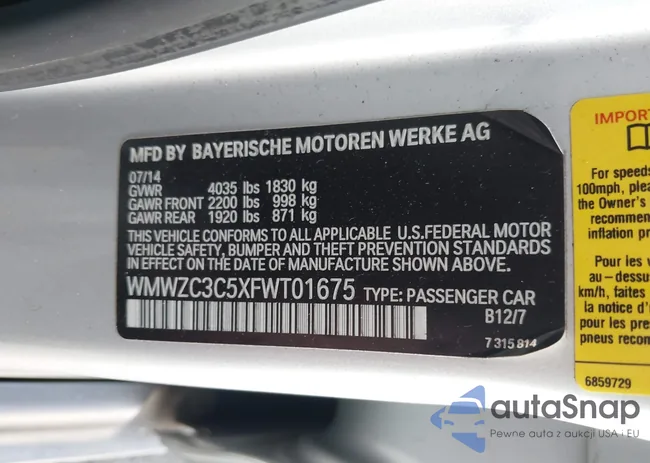 MFD BY BAYERISCHE MOTOREN WERKE AG
07/14
GVWR 4035 lbs 1830 kg
GAWR FRONT 2200 lbs 998 kg
GAWR REAR 1920 lbs 871 kg
THIS VEHICLE CONFORMS TO ALL APPLICABLE U.S.FEDERAL MOTOR
VEHICLE SAFETY, BUMPER AND THEFT PREVENTION STANDARDS
IN EFFECT ON THE DATE OF MANUFACTURE SHOWN ABOVE.
WMWZC3C5XFWT01675 TYPE: PASSENGER CAR
B12/7
7 315 814
IMPORT
For speeds
100mph, plea
the Owner's
recommen
inflation pr
Pour les v
au-dessus
km/h, faites
la notice d'u
pour les pre
pneus recom
6859729
autaSnap
Pewne auta z aukcji USA i EU